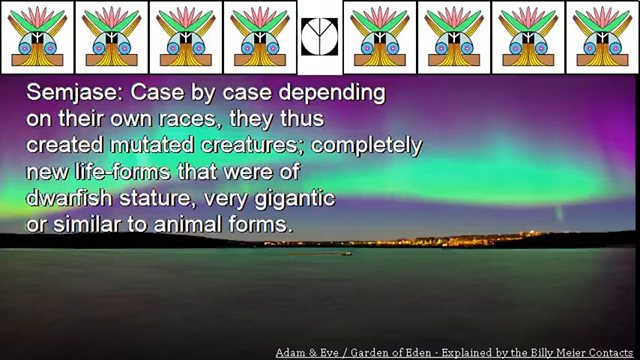 Semjase: Case by case depending
on their own races, they thus
created mutated creatures; completely
new life-forms that were of
dwarfish stature, very gigantic
or similar to animal forms.
Adam & Eve / Garden of Eden - Explained by the Billy Meier Contacts